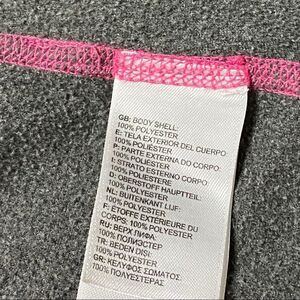 GB: BODY SHELL:
100% POLYESTER
E: TELA EXTERIOR DEL CUERPO:
100% POLIÉSTER
P: PARTE EXTERNA DO CORPO:
100% POLIÉSTER
I: STRATO ESTERNO CORPO:
100% POLIESTERE
D: OBERSTOFF HAUPTTEIL:
100% POLYESTER
NL: BUITENKANT LIJF:
100% POLYESTER
F: ÉTOFFE EXTÉRIEURE DU
CORPS: 100% POLYESTER
RU: ВЕРХ ЛИФА:
100% ПОЛИЭСТЕР
TR: BEDEN DISI:
100% POLYESTER
GR: ΚΕΛΥΦΟΣ ΣΩΜΑΤΟΣ:
100% ΠΟΛΥΕΣΤΕΡΑΣ